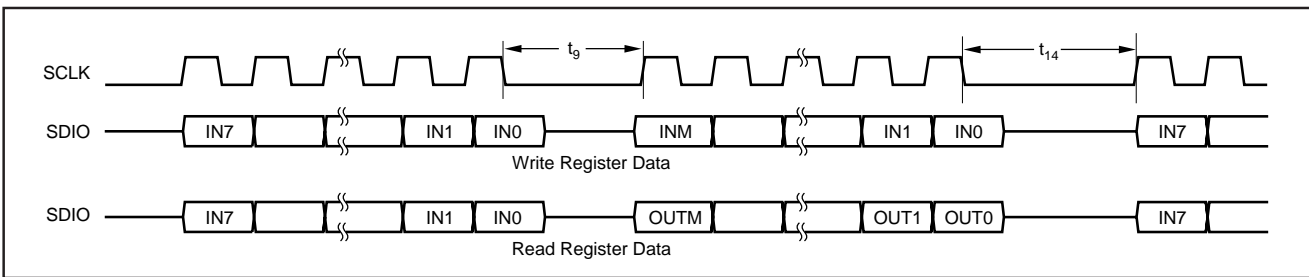 t9 t14
SCLK
SDIO IN7 IN1 IN0 INM IN1 IN0 IN7
Write Register Data
SDIO IN7 IN1 IN0 OUTM OUT1 OUT0 IN7
Read Register Data